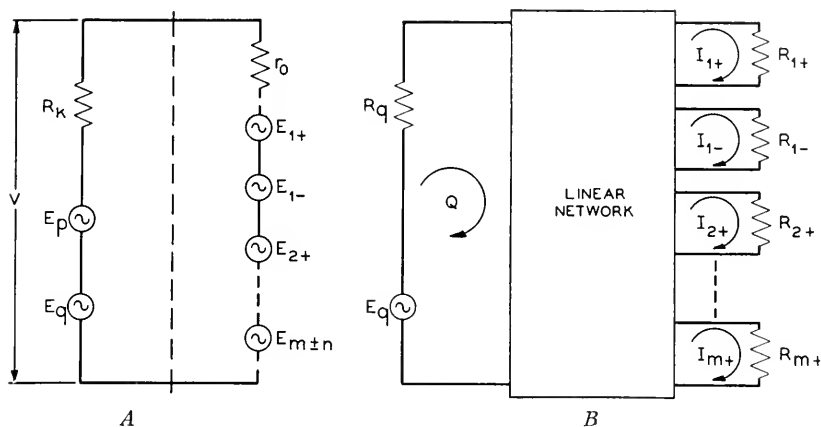 V
R_K
E_p
E_q
r_0
E_1+
E_1-
E_2+
E_m±n
A
R_q
Q
E_q
LINEAR
NETWORK
I_1+
R_1+
I_1-
R_1-
I_2+
R_2+
I_m+
R_m+
B